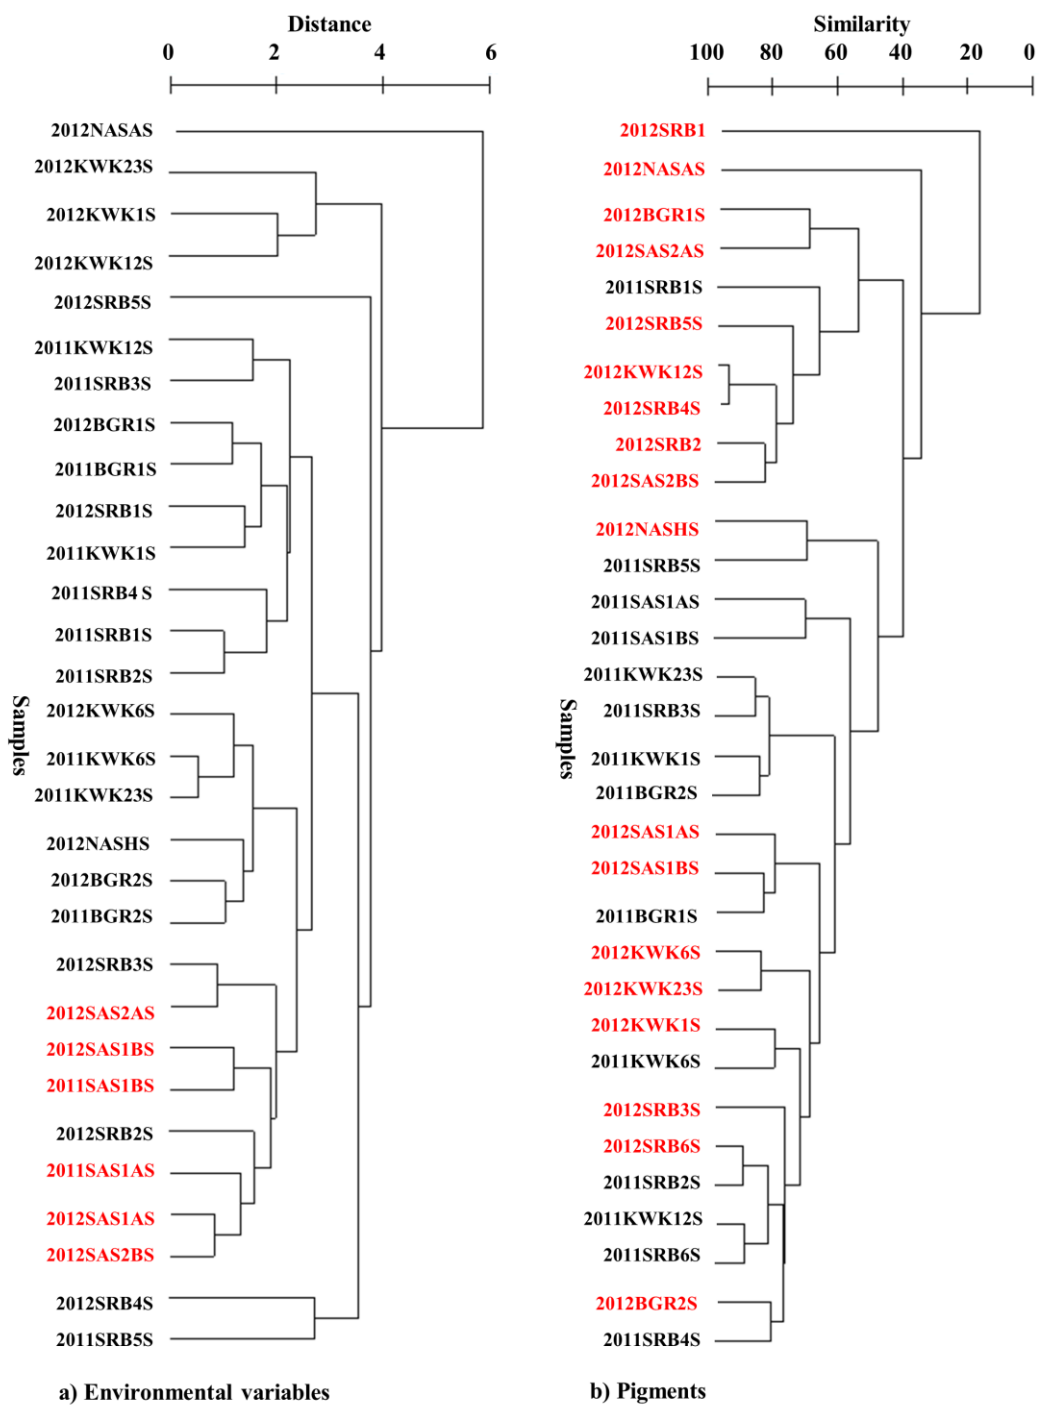 Distance
0 2 4 6
2012NASAS
2012KWK23S
2012KWK1S
2012KWK12S
2012SRB5S
2011KWK12S
2011SRB3S
2012BGR1S
2011BGR1S
2012SRB1S
2011KWK1S
2011SRB4 S
2011SRB1S
2011SRB2S
2012KWK6S
2011KWK6S
2011KWK23S
2012NASHS
2012BGR2S
2011BGR2S
2012SRB3S
2012SAS2AS
2012SAS1BS
2011SAS1BS
2012SRB2S
2011SAS1AS
2012SAS1AS
2012SAS2BS
2012SRB4S
2011SRB5S
Samples
a) Environmental variables
Similarity
100 80 60 40 20 0
2012SRB1
2012NASAS
2012BGR1S
2012SAS2AS
2011SRB1S
2012SRB5S
2012KWK12S
2012SRB4S
2012SRB2
2012SAS2BS
2012NASHS
2011SRB5S
2011SAS1AS
2011SAS1BS
2011KWK23S
2011SRB3S
2011KWK1S
2011BGR2S
2012SAS1AS
2012SAS1BS
2011BGR1S
2012KWK6S
2012KWK23S
2012KWK1S
2011KWK6S
2012SRB3S
2012SRB6S
2011SRB2S
2011KWK12S
2011SRB6S
2012BGR2S
2011SRB4S
Samples
b) Pigments